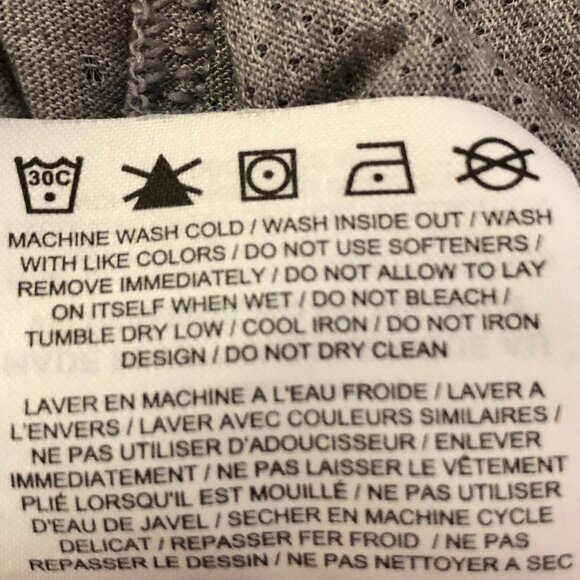 30C
MACHINE WASH COLD / WASH INSIDE OUT / WASH
WITH LIKE COLORS / DO NOT USE SOFTENERS /
REMOVE IMMEDIATELY / DO NOT ALLOW TO LAY
ON ITSELF WHEN WET / DO NOT BLEACH /
TUMBLE DRY LOW / COOL IRON / DO NOT IRON
DESIGN / DO NOT DRY CLEAN
LAVER EN MACHINE A L'EAU FROIDE / LAVER A
L'ENVERS / LAVER AVEC COULEURS SIMILAIRES /
NE PAS UTILISER D'ADOUCISSEUR / ENLEVER
IMMEDIATEMENT / NE PAS LAISSER LE VÊTEMENT
PLIÉ LORSQU'IL EST MOUILLÉ / NE PAS UTILISER
D'EAU DE JAVEL / SECHER EN MACHINE CYCLE
DELICAT / REPASSER FER FROID / NE PAS
REPASSER LE DESSIN / NE PAS NETTOYER A SEC